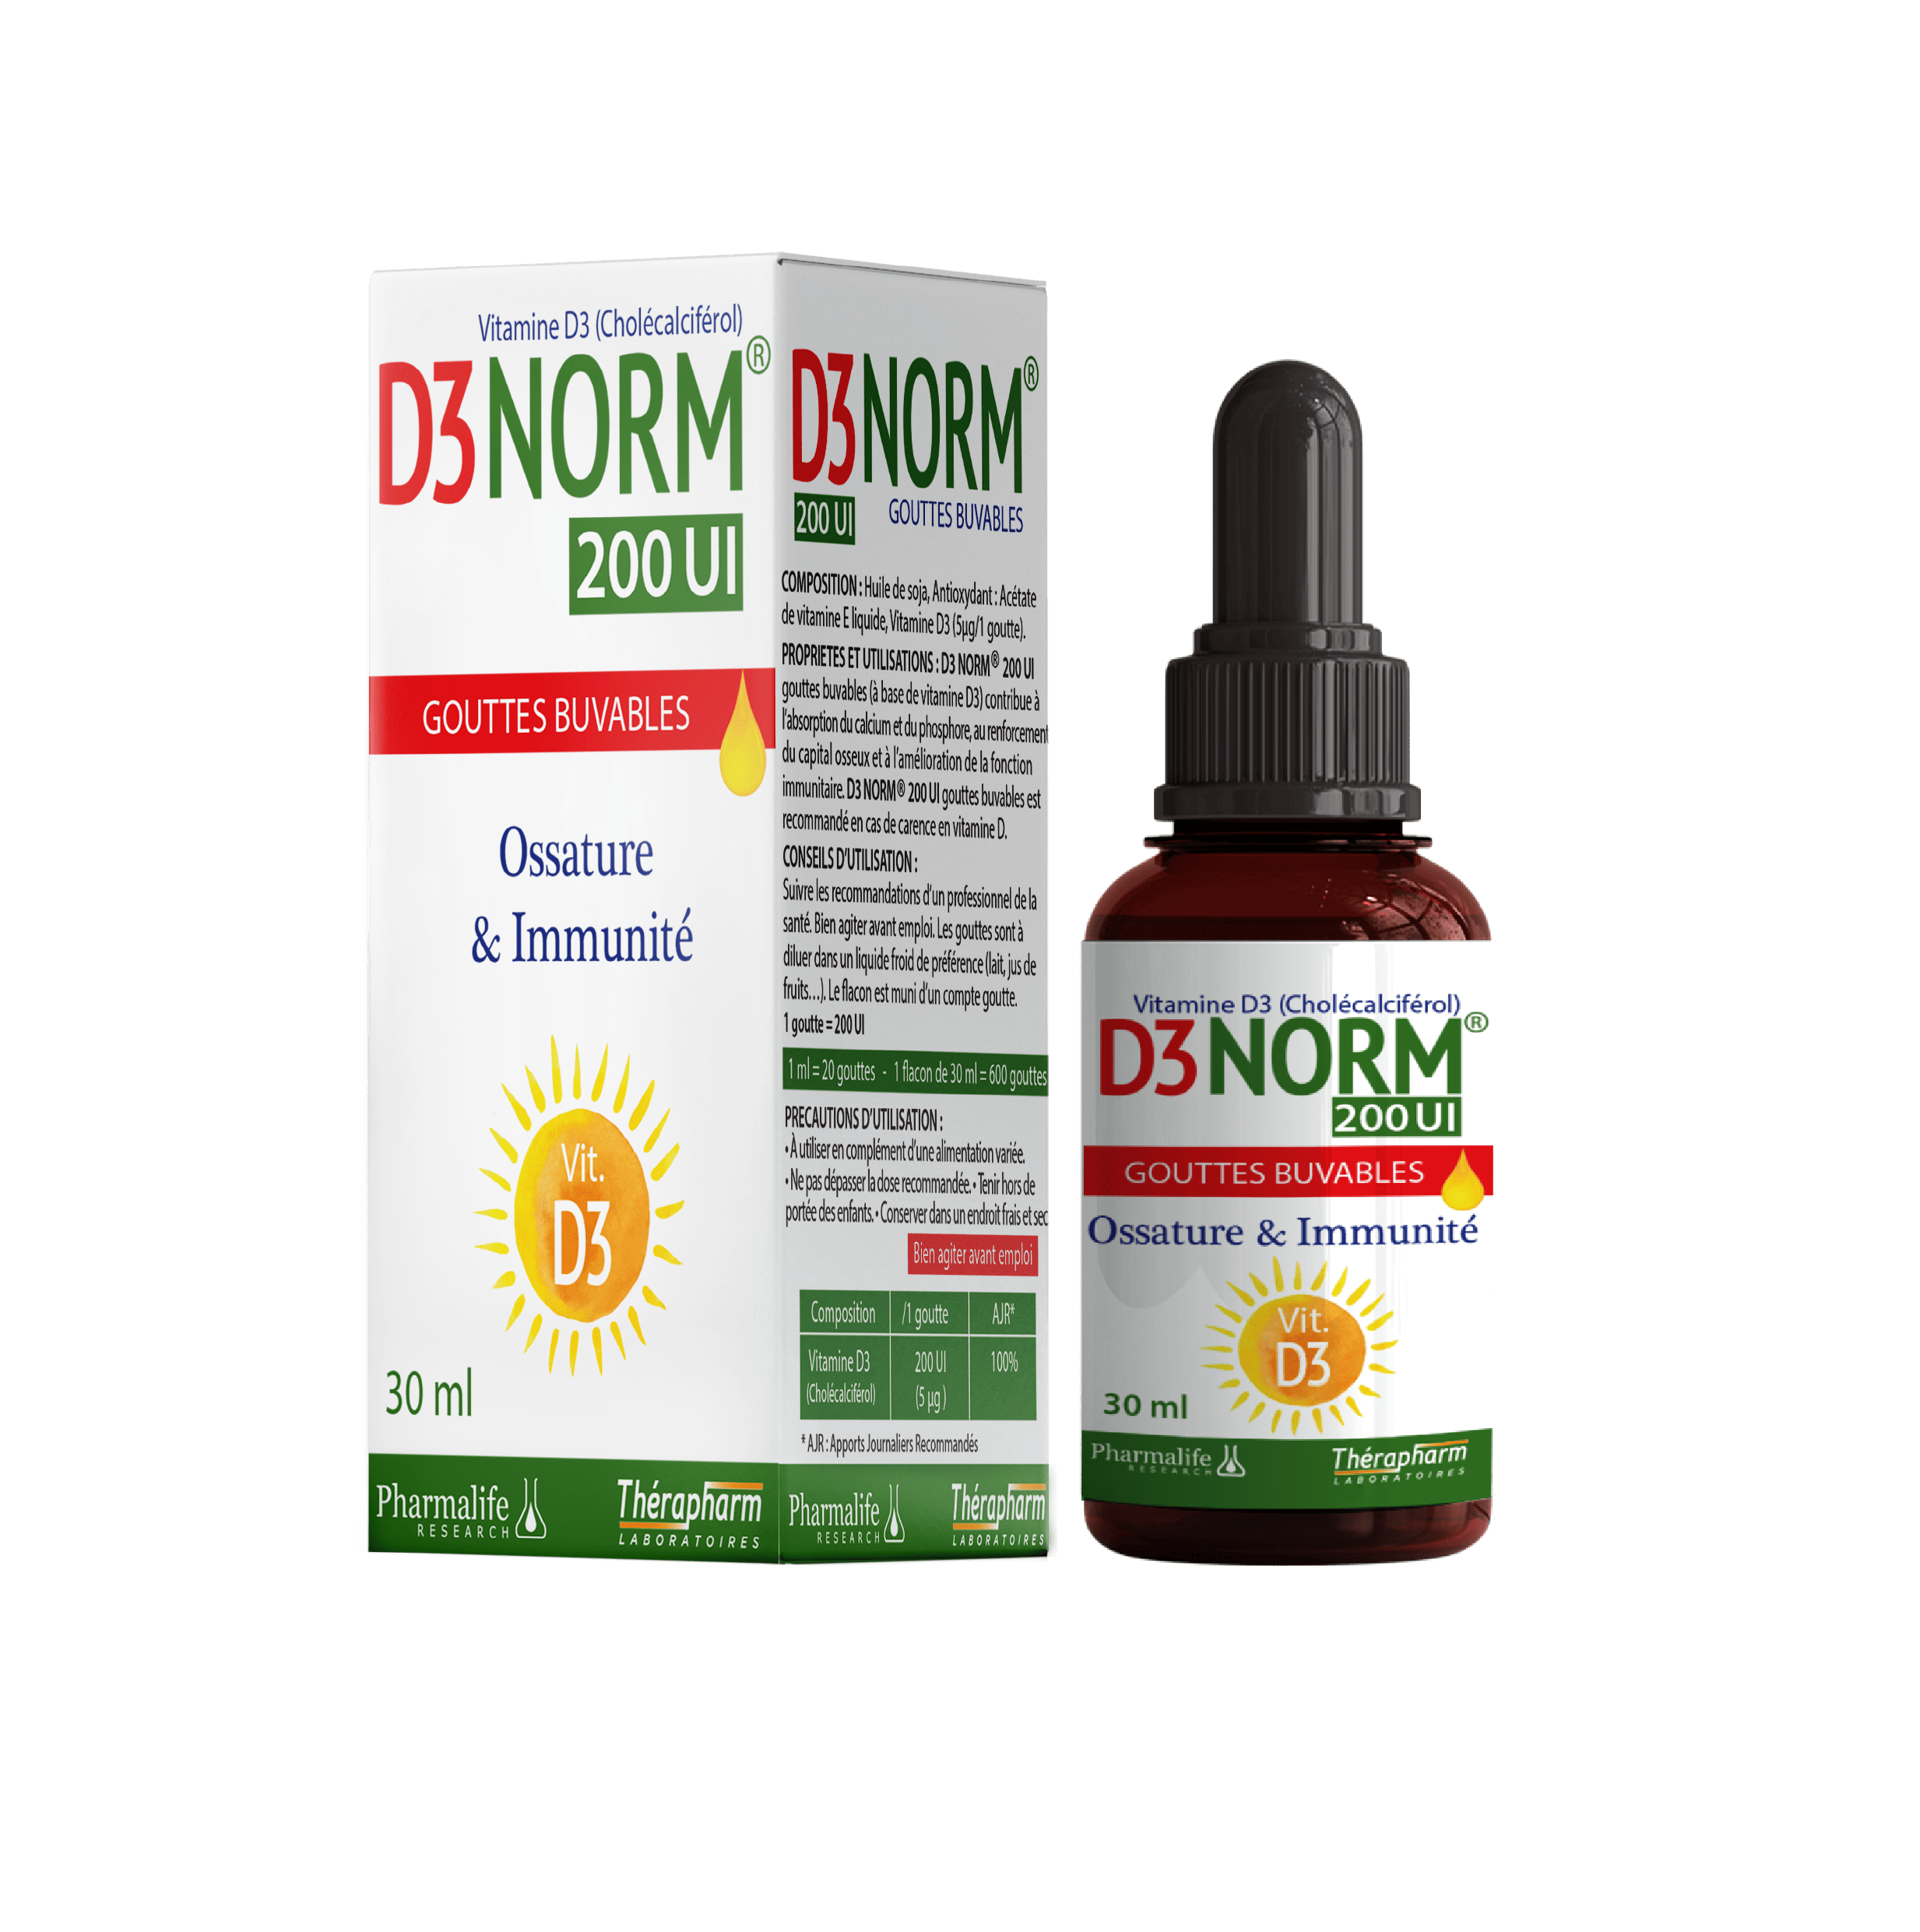 Vitamine D3 (Cholécalciférol)
D3NORM®
200 UI
GOUTTES BUVABLES
Ossature
& Immunité
Vit.
D3
30 ml
Pharmalife
RESEARCH
Thérapharm
LABORATOIRES
D3NORM®
200 UI
GOUTTES BUVABLES
COMPOSITION : Huile de soja, Antioxydant : Acétate
de vitamine E liquide, Vitamine D3 (5µg/1 goutte).
PROPRIETES ET UTILISATIONS : D3 NORM® 200 UI
gouttes buvables (à base de vitamine D3) contribue à
l'absorption du calcium et du phosphore, au renforcement
du capital osseux et à l'amélioration de la fonction
immunitaire. D3 NORM® 200 UI gouttes buvables est
recommandé en cas de carence en vitamine D.
CONSEILS D'UTILISATION :
Suivre les recommandations d'un professionnel de la
santé. Bien agiter avant emploi. Les gouttes sont à
diluer dans un liquide froid de préférence (lait, jus de
fruits...). Le flacon est muni d'un compte goutte.
1 goutte = 200 UI
1 ml = 20 gouttes - 1 flacon de 30 ml = 600 gouttes
PRECAUTIONS D'UTILISATION :
• À utiliser en complément d'une alimentation variée.
• Ne pas dépasser la dose recommandée. • Tenir hors de
portée des enfants. • Conserver dans un endroit frais et sec
Bien agiter avant emploi
Composition /1 goutte AJR*
Vitamine D3 200 UI 100%
(Cholécalciférol) (5 µg )
* AJR : Apports Journaliers Recommandés
Pharmalife
RESEARCH
Thérapharm
LABORATOIRES
Vitamine D3 (Cholécalciférol)
D3NORM®
200 UI
GOUTTES BUVABLES
Ossature & Immunité
Vit.
D3
30 ml
Pharmalife
RESEARCH
Thérapharm
LABORATOIRES